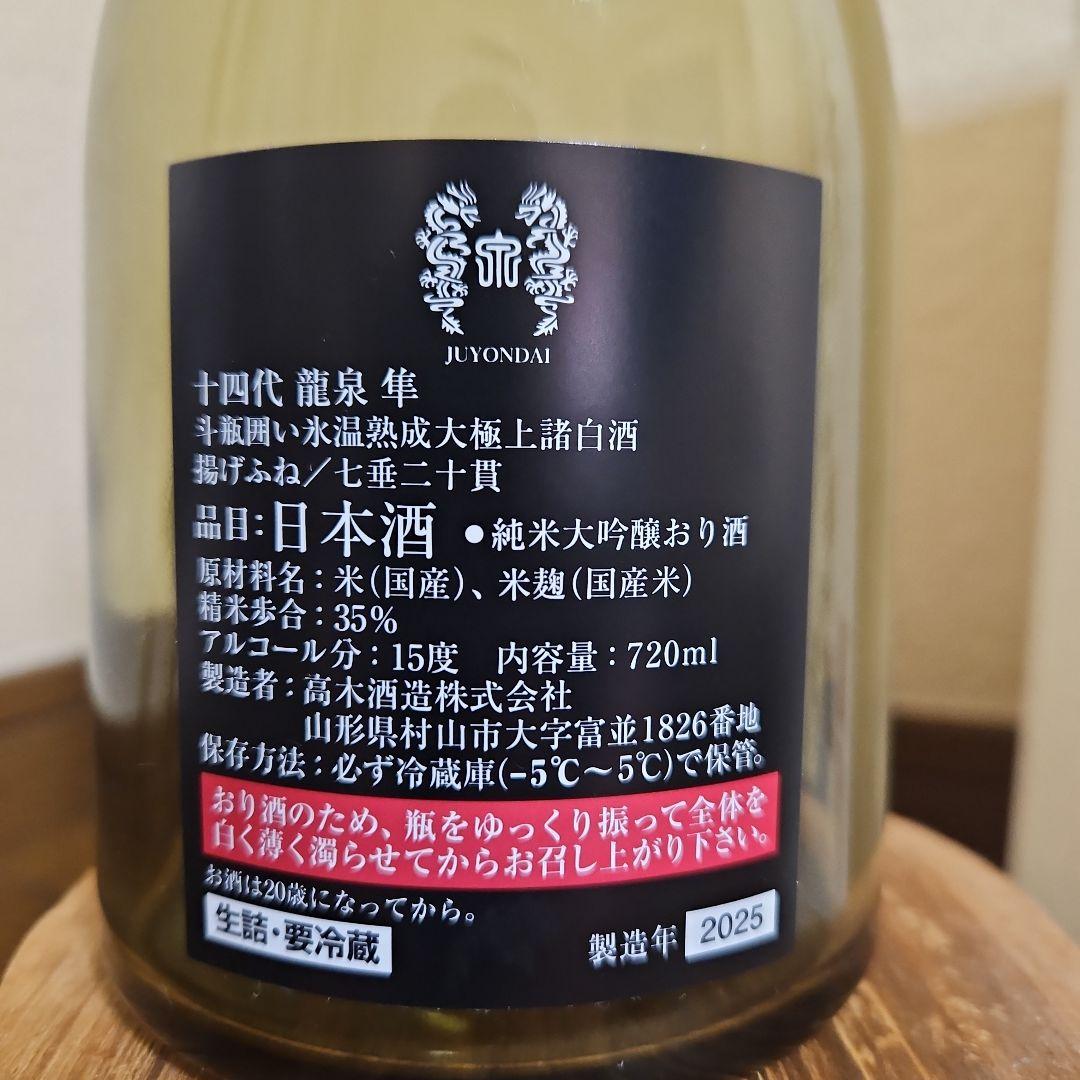 JUYONDAI
十四代 龍泉 隼
斗瓶囲い氷温熟成大極上諸白酒
揚げふね／七垂二十貫
品目：日本酒 ●純米大吟醸おり酒
原材料名：米(国産)、米麹(国産米)
精米歩合：35%
アルコール分：15度 内容量：720ml
製造者：高木酒造株式会社
山形県村山市大字富並1826番地
保存方法：必ず冷蔵庫(-5℃～5℃)で保管。
おり酒のため、瓶をゆっくり振って全体を
白く薄く濁らせてからお召し上がり下さい。
お酒は20歳になってから。
生詰・要冷蔵
製造年 2025